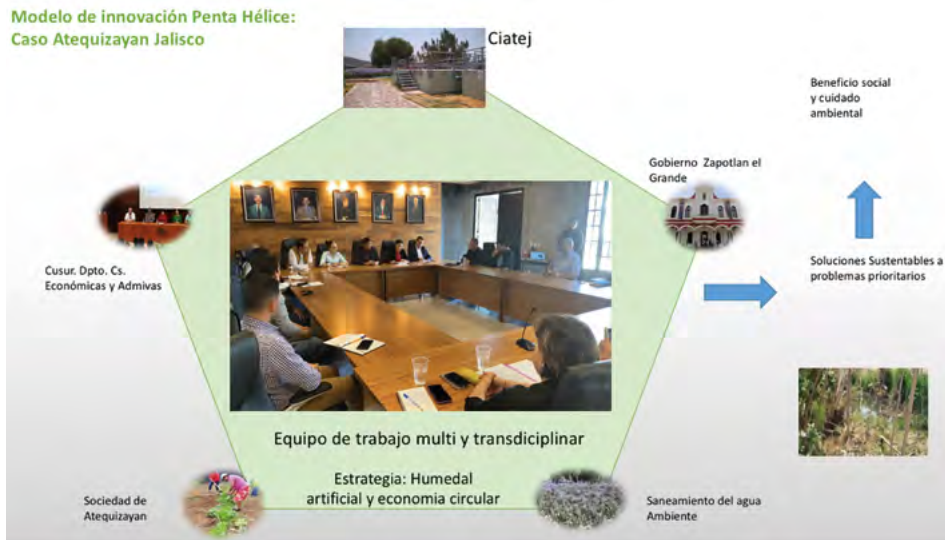 Modelo de innovación Penta Hélice:
Caso Atequizayan Jalisco
Ciatej
Beneficio social
y cuidado
ambiental
Gobierno Zapotlan el
Grande
Cusur. Dpto. Cs.
Económicas y Admivas
Soluciones Sustentables a
problemas prioritarios
Equipo de trabajo multi y transdiciplinar
Estrategia: Humedal
artificial y economia circular
Sociedad de
Atequizayan
Saneamiento del agua
Ambiente